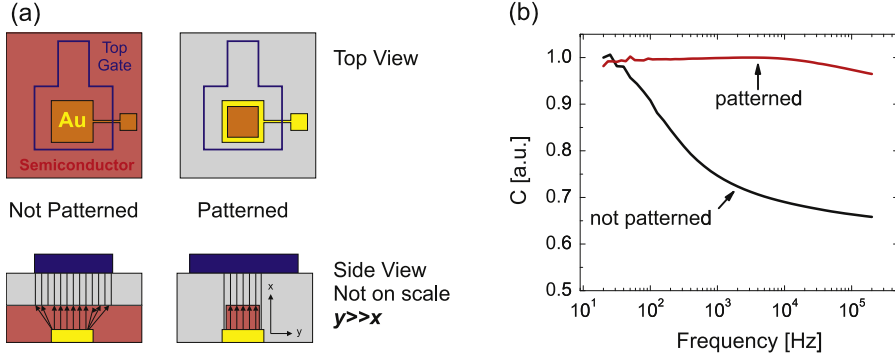 (a)
Top
Gate
Au
Semiconductor
Top View
Not Patterned
Patterned
Side View
Not on scale
y>>x
x
y
(b)
1.0
0.9
0.8
0.7
0.6
0.5
C [a.u.]
patterned
not patterned
10¹
10²
10³
10⁴
10⁵
Frequency [Hz]